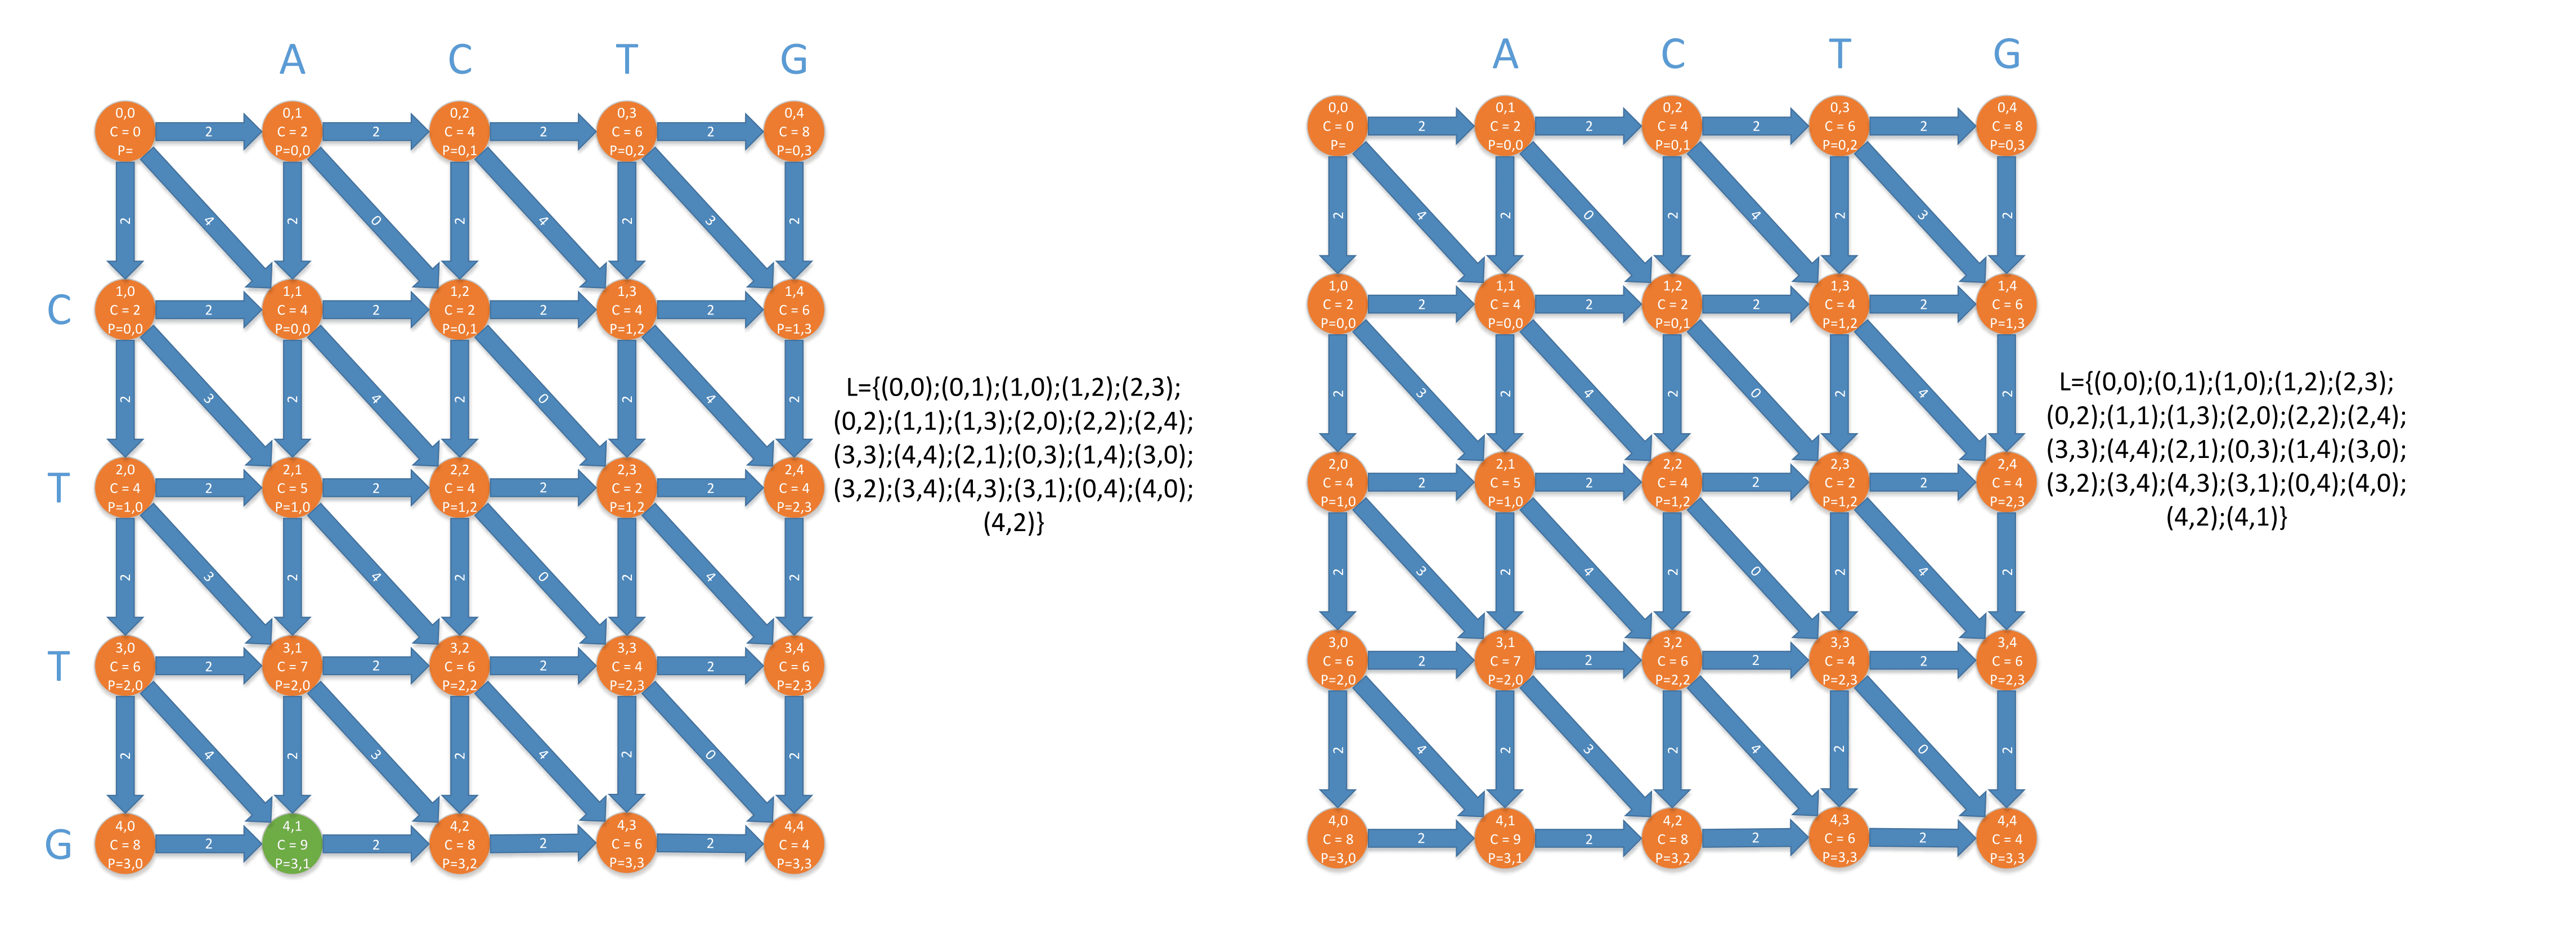 A C T G
0,0 0,1 0,2 0,3 0,4
C = 0 2 C = 2 2 C = 4 2 C = 6 2 C = 8
P= P=0,0 P=0,1 P=0,2 P=0,3
2 4 2 0 2 4 2 3 2
1,0 1,1 1,2 1,3 1,4
C C = 2 2 C = 4 2 C = 2 2 C = 4 2 C = 6
P=0,0 P=0,0 P=0,1 P=1,2 P=1,3
2 3 2 4 2 0 2 4 2
2,0 2,1 2,2 2,3 2,4
T C = 4 2 C = 5 2 C = 4 2 C = 2 2 C = 4
P=1,0 P=1,0 P=1,2 P=1,2 P=2,3
2 3 2 4 2 0 2 4 2
3,0 3,1 3,2 3,3 3,4
T C = 6 2 C = 7 2 C = 6 2 C = 4 2 C = 6
P=2,0 P=2,0 P=2,2 P=2,3 P=2,3
2 4 2 3 2 4 2 0 2
4,0 4,1 4,2 4,3 4,4
G C = 8 2 C = 9 2 C = 8 2 C = 6 2 C = 4
P=3,0 P=3,1 P=3,2 P=3,3 P=3,3
L={(0,0);(0,1);(1,0);(1,2);(2,3);
(0,2);(1,1);(1,3);(2,0);(2,2);(2,4);
(3,3);(4,4);(2,1);(0,3);(1,4);(3,0);
(3,2);(3,4);(4,3);(3,1);(0,4);(4,0);
(4,2)}
A C T G
0,0 0,1 0,2 0,3 0,4
C = 0 2 C = 2 2 C = 4 2 C = 6 2 C = 8
P= P=0,0 P=0,1 P=0,2 P=0,3
2 4 2 0 2 4 2 3 2
1,0 1,1 1,2 1,3 1,4
C = 2 2 C = 4 2 C = 2 2 C = 4 2 C = 6
P=0,0 P=0,0 P=0,1 P=1,2 P=1,3
2 3 2 4 2 0 2 4 2
2,0 2,1 2,2 2,3 2,4
C = 4 2 C = 5 2 C = 4 2 C = 2 2 C = 4
P=1,0 P=1,0 P=1,2 P=1,2 P=2,3
2 3 2 4 2 0 2 4 2
3,0 3,1 3,2 3,3 3,4
C = 6 2 C = 7 2 C = 6 2 C = 4 2 C = 6
P=2,0 P=2,0 P=2,2 P=2,3 P=2,3
2 4 2 3 2 4 2 0 2
4,0 4,1 4,2 4,3 4,4
C = 8 2 C = 9 2 C = 8 2 C = 6 2 C = 4
P=3,0 P=3,1 P=3,2 P=3,3 P=3,3
L={(0,0);(0,1);(1,0);(1,2);(2,3);
(0,2);(1,1);(1,3);(2,0);(2,2);(2,4);
(3,3);(4,4);(2,1);(0,3);(1,4);(3,0);
(3,2);(3,4);(4,3);(3,1);(0,4);(4,0);
(4,2);(4,1)}